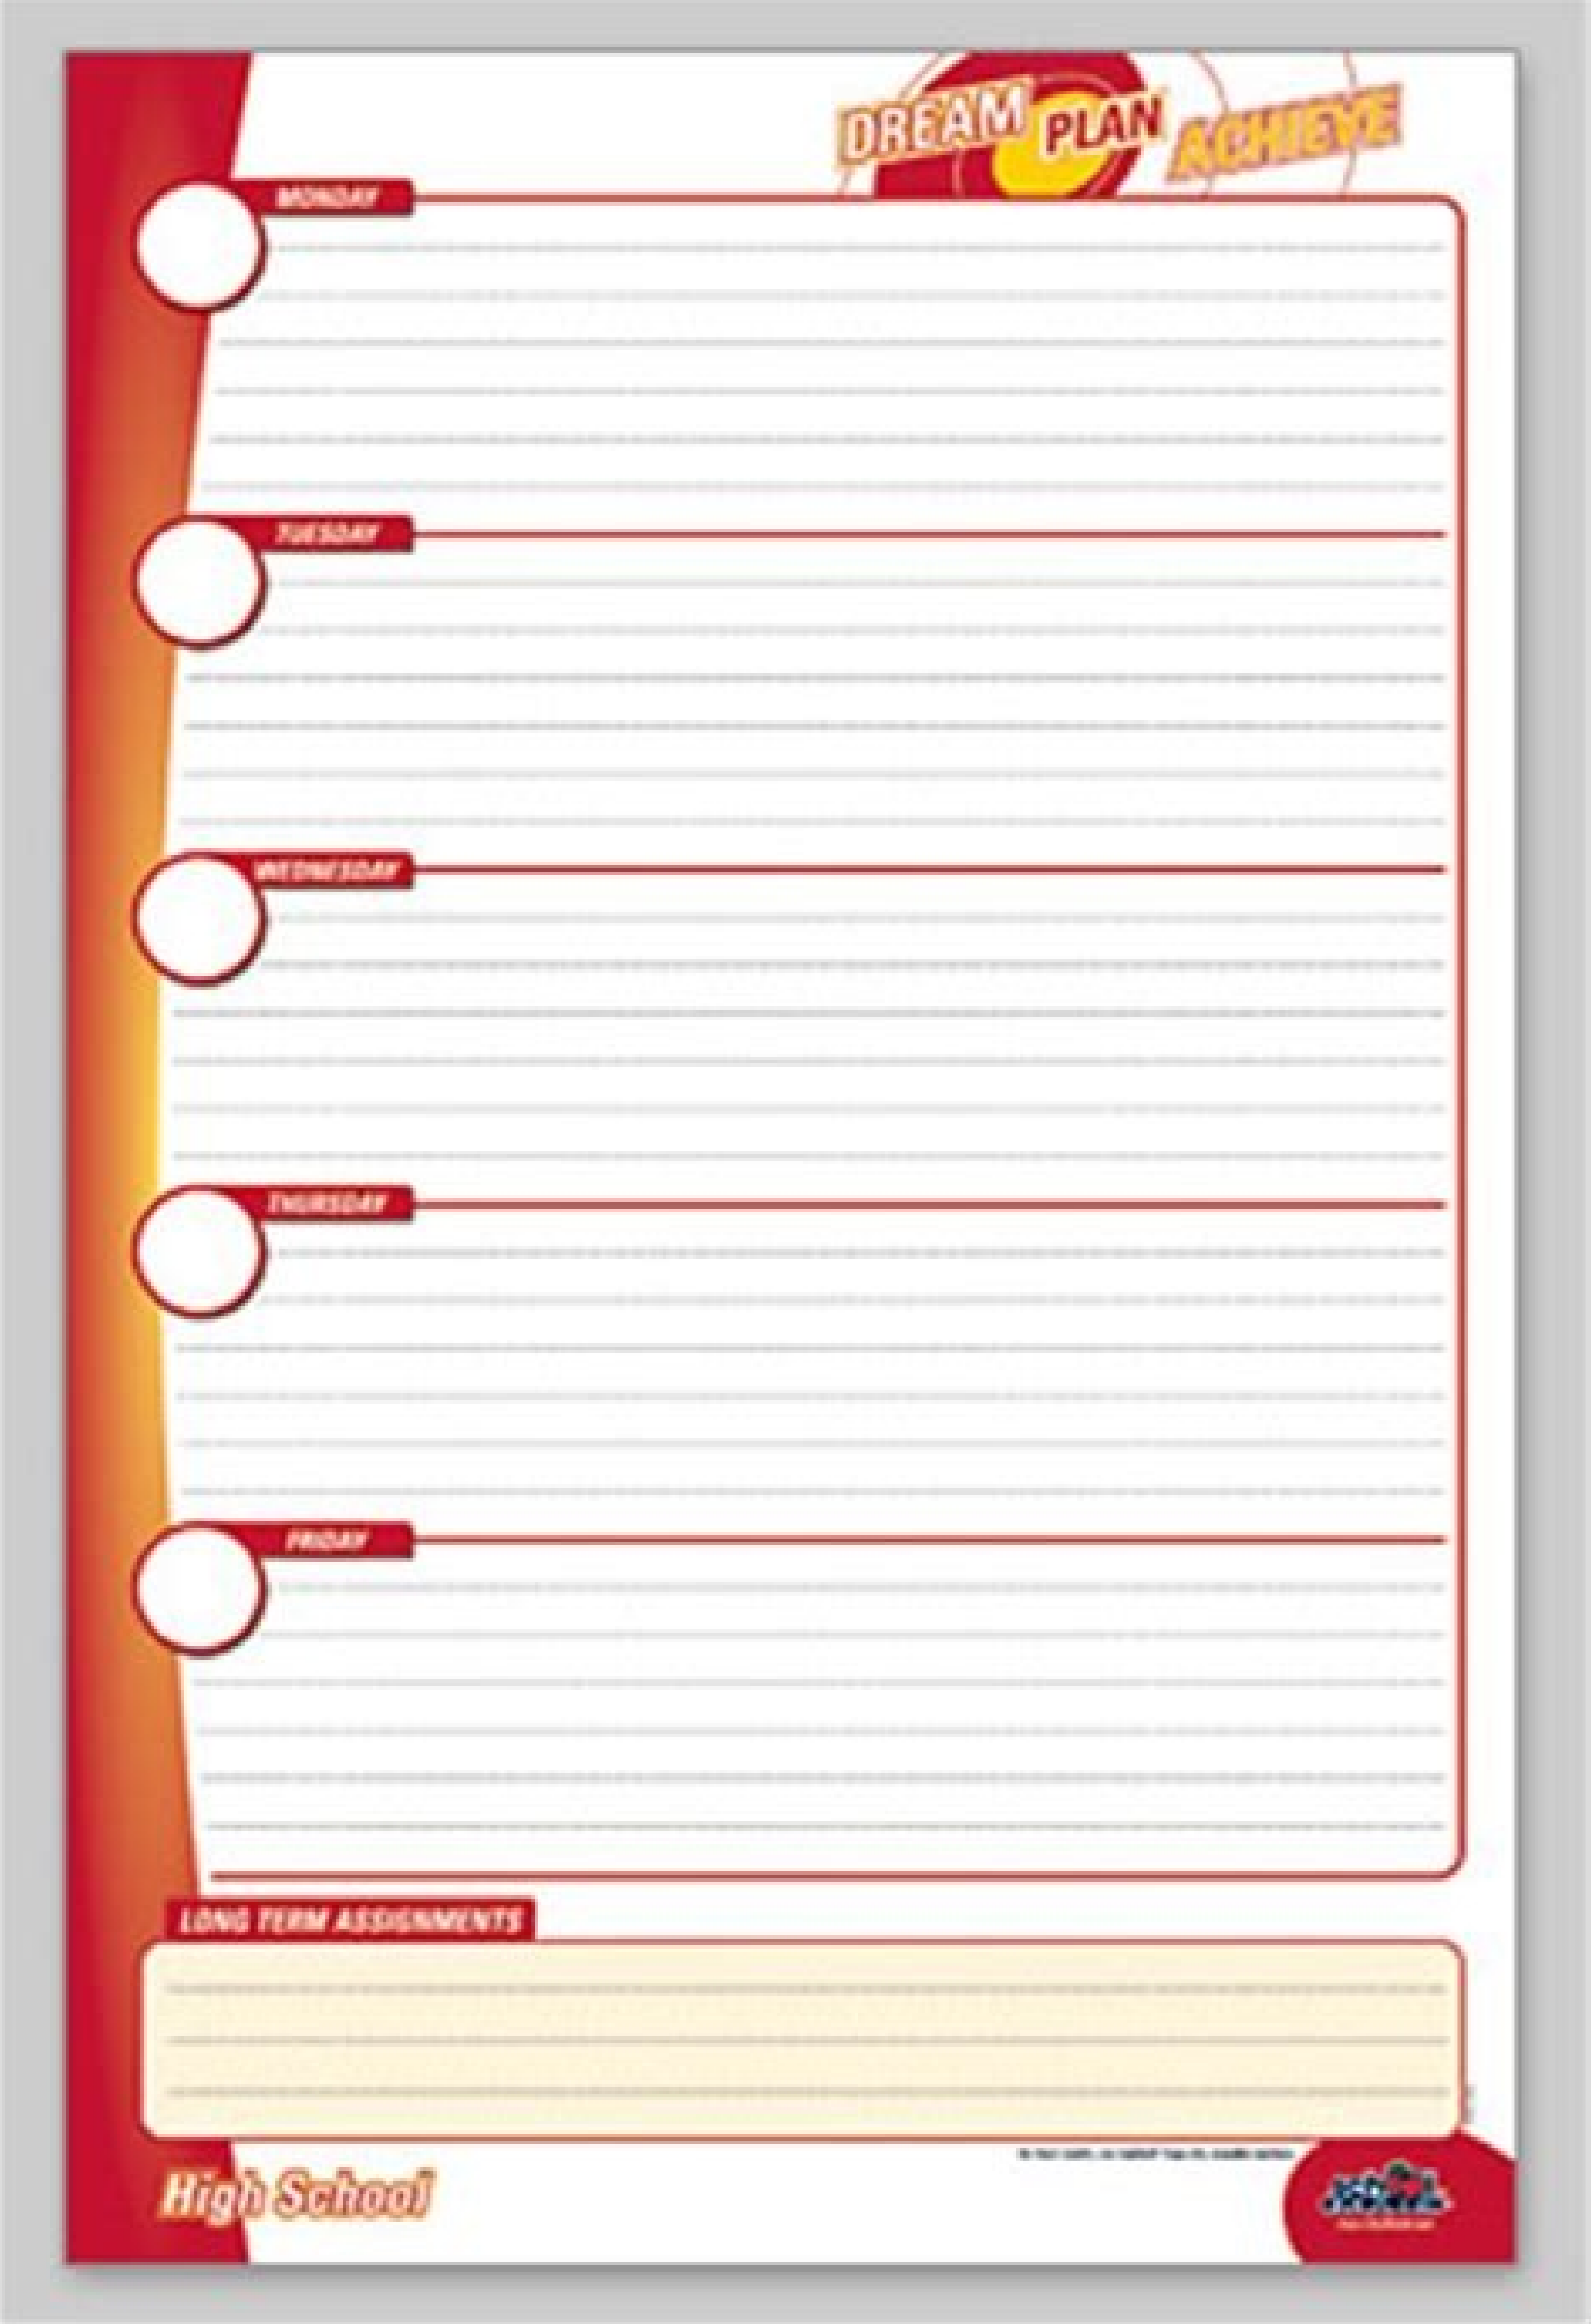 DREAM PLAN ACHIEVE
MONDAY
TUESDAY
WEDNESDAY
THURSDAY
FRIDAY
LONG TERM ASSIGNMENTS
High School